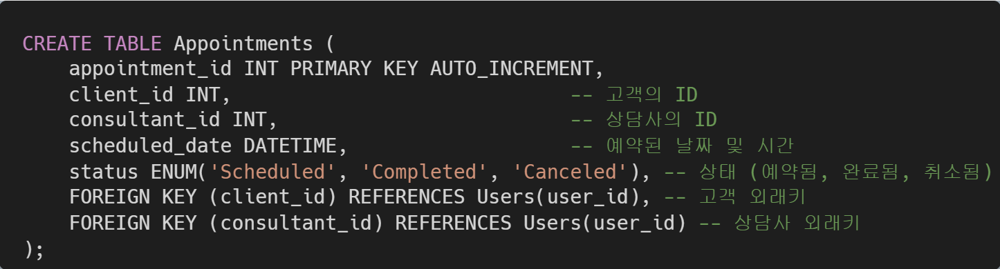 CREATE TABLE Appointments (
    appointment_id INT PRIMARY KEY AUTO_INCREMENT,
    client_id INT,                             -- 고객의 ID
    consultant_id INT,                         -- 상담사의 ID
    scheduled_date DATETIME,                   -- 예약된 날짜 및 시간
    status ENUM('Scheduled', 'Completed', 'Canceled'), -- 상태 (예약됨, 완료됨, 취소됨)
    FOREIGN KEY (client_id) REFERENCES Users(user_id), -- 고객 외래키
    FOREIGN KEY (consultant_id) REFERENCES Users(user_id) -- 상담사 외래키
);